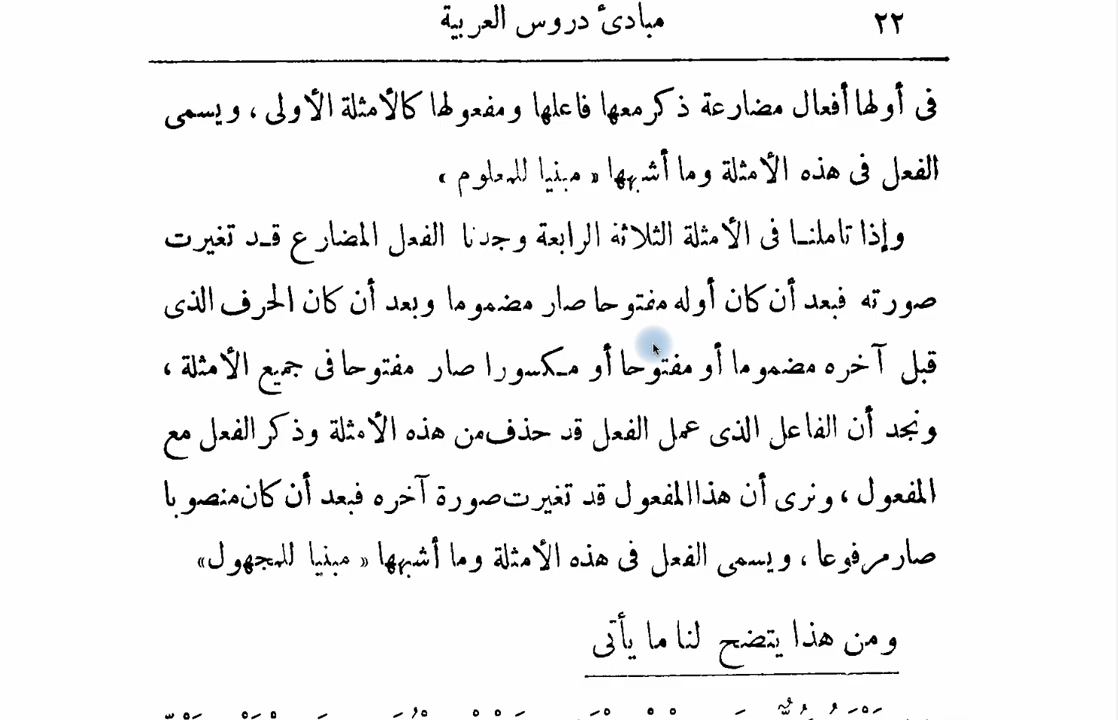 ٢٢ مبادئ دروس العربية
فى أولها أفعال مضارعة ذكر معها فاعلها ومفعولها كالأمثلة الأولى ، ويسمى
الفعل فى هذه الأمثلة وما أشبهها « مبنيا للمعلوم »
وإذا تاملنا فى الأمثلة الثلاثة الرابعة وجدنا الفعل المضارع قد تغيرت
صورته فبعد أن كان أوله مفتوحا صار مضموما وبعد أن كان الحرف الذى
قبل آخره مضموما أو مفتوحا أو مكسورا صار مفتوحا فى جميع الأمثلة ،
ونجد أن الفاعل الذى عمل الفعل قد حذف من هذه الأمثلة وذكر الفعل مع
المفعول ، ونرى أن هذا المفعول قد تغيرت صورة آخره فبعد أن كان منصوبا
صار مرفوعا ، ويسمى الفعل فى هذه الأمثلة وما أشبهها « مبنيا للمجهول»
ومن هذا يتضح لنا ما يأتى